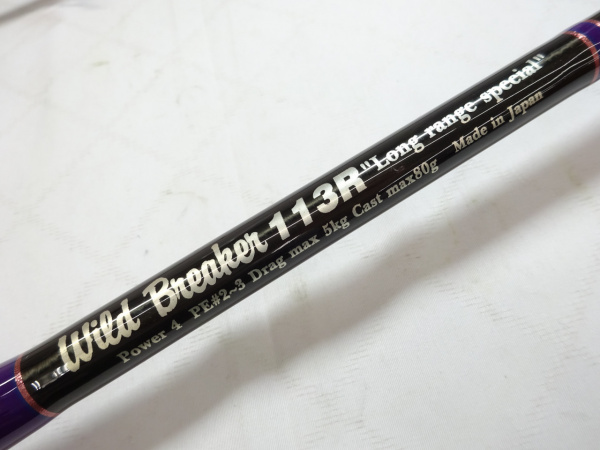 Wild Breaker 113R "Long range special"
Power 4 PE#2~3 Drag max 5kg Cast max80g Made in Japan